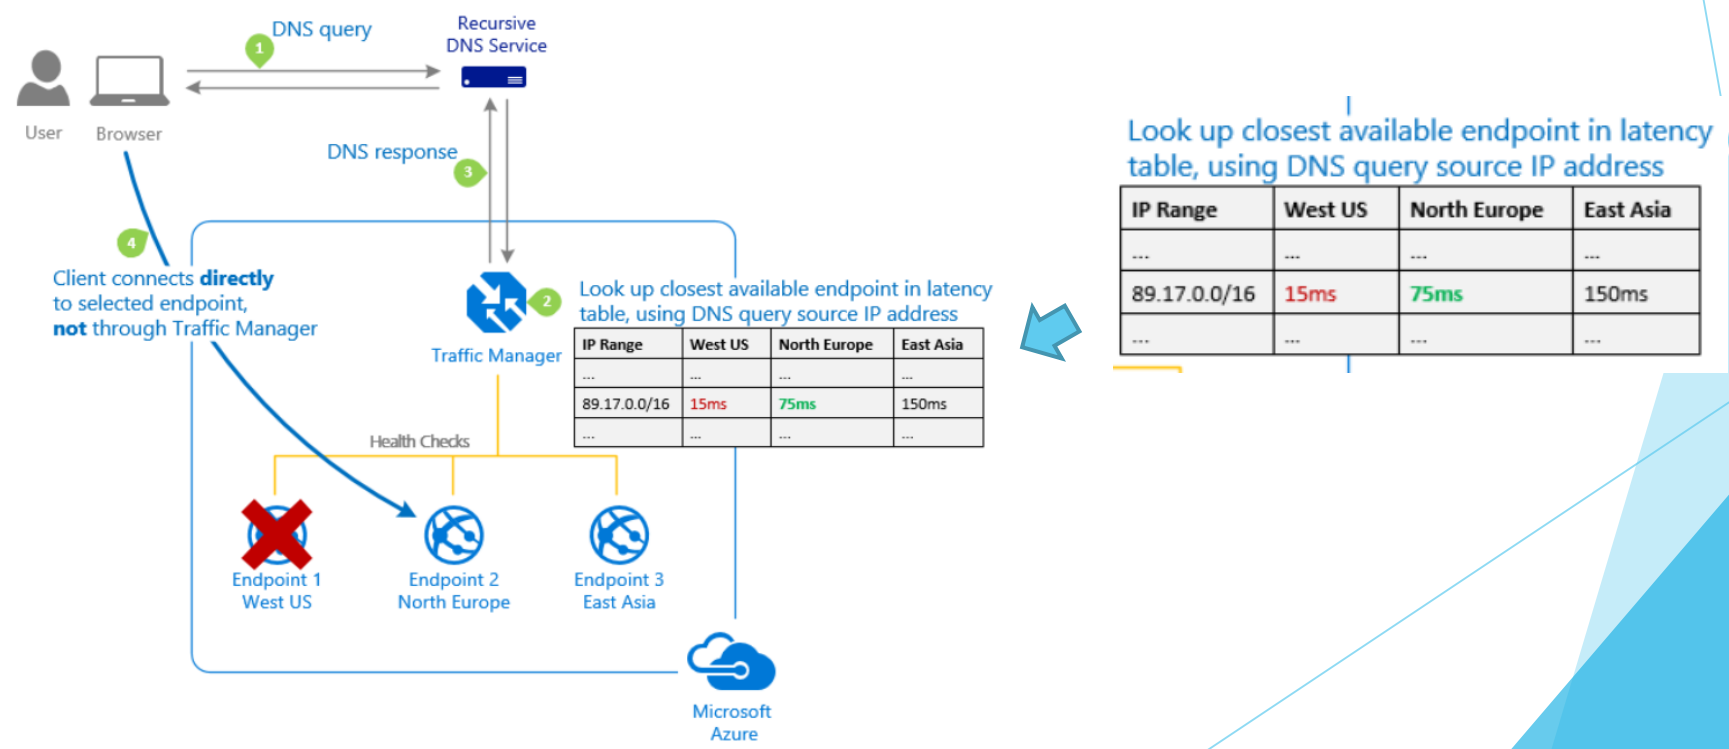 DNS query
1
Recursive
DNS Service
User
Browser
DNS response
3
4
Client connects directly
to selected endpoint,
not through Traffic Manager
2
Look up closest available endpoint in latency
table, using DNS query source IP address
Traffic Manager
IP Range West US North Europe East Asia
... ... ... ...
89.17.0.0/16 15ms 75ms 150ms
... ... ... ...
Health Checks
Endpoint 1
West US
Endpoint 2
North Europe
Endpoint 3
East Asia
Microsoft
Azure
Look up closest available endpoint in latency
table, using DNS query source IP address
IP Range West US North Europe East Asia
... ... ... ...
89.17.0.0/16 15ms 75ms 150ms
... ... ... ...